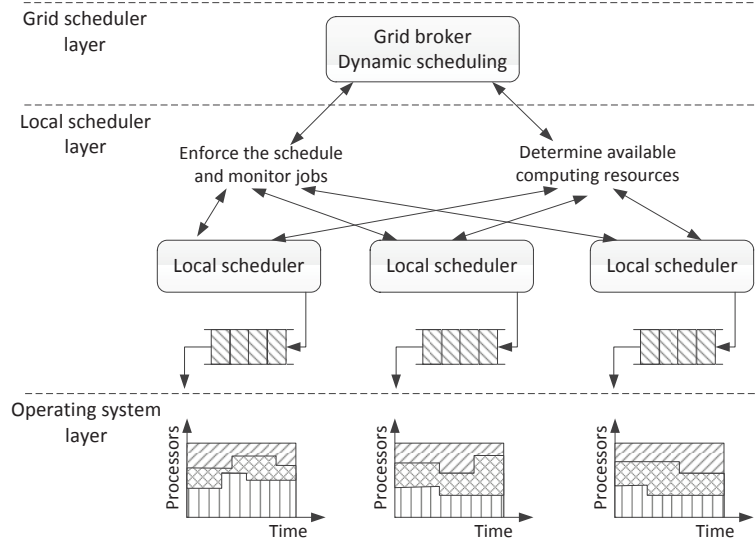 Grid scheduler
layer
Grid broker
Dynamic scheduling
Local scheduler
layer
Enforce the schedule
and monitor jobs
Determine available
computing resources
Local scheduler
Local scheduler
Local scheduler
Operating system
layer
Processors
Time
Processors
Time
Processors
Time